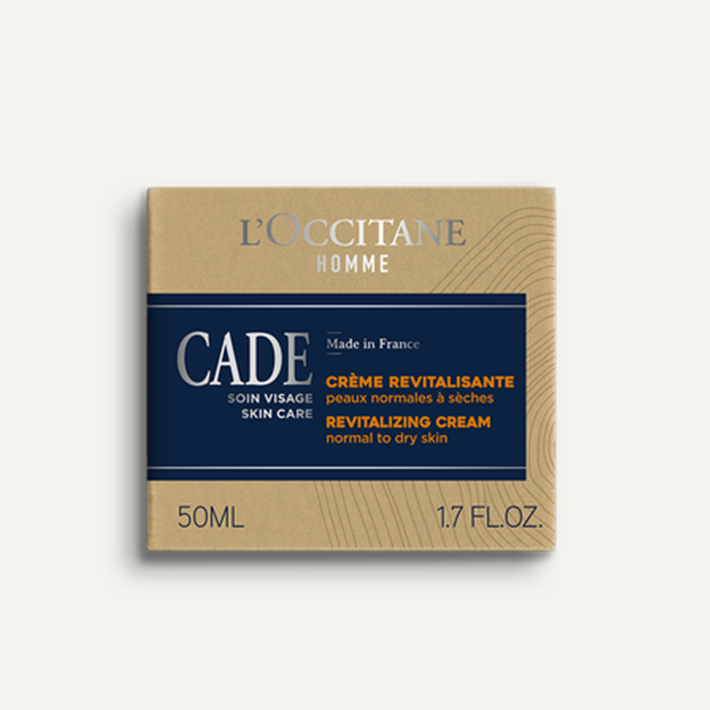 L'OCCITANE
HOMME
CADE
SOIN VISAGE
SKIN CARE
Made in France
CRÈME REVITALISANTE
peaux normales à sèches
REVITALIZING CREAM
normal to dry skin
50ML
1.7 FL.OZ.